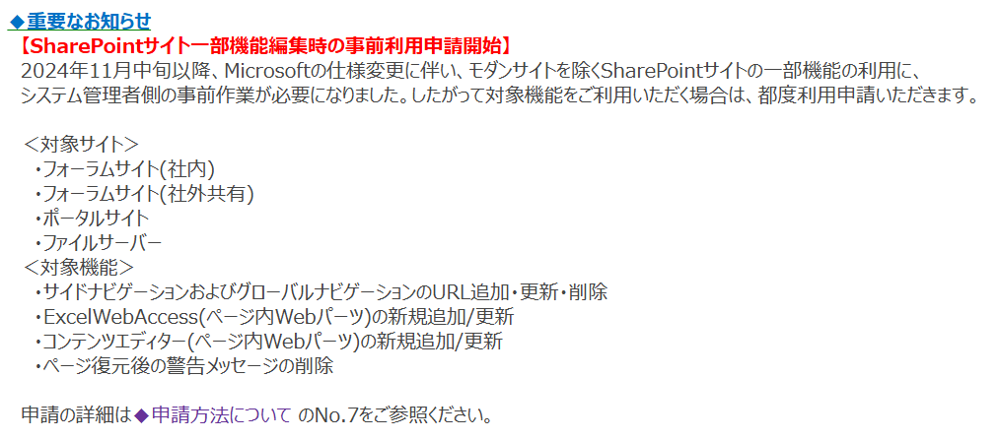 ◆重要なお知らせ
【SharePointサイト一部機能編集時の事前利用申請開始】
2024年11月中旬以降、Microsoftの仕様変更に伴い、モダンサイトを除くSharePointサイトの一部機能の利用に、
システム管理者側の事前作業が必要になりました。したがって対象機能をご利用いただく場合は、都度利用申請いただきます。
＜対象サイト＞
・フォーラムサイト(社内)
・フォーラムサイト(社外共有)
・ポータルサイト
・ファイルサーバー
＜対象機能＞
・サイドナビゲーションおよびグローバルナビゲーションのURL追加・更新・削除
・ExcelWebAccess(ページ内Webパーツ)の新規追加/更新
・コンテンツエディター(ページ内Webパーツ)の新規追加/更新
・ページ復元後の警告メッセージの削除
申請の詳細は◆申請方法について のNo.7をご参照ください。